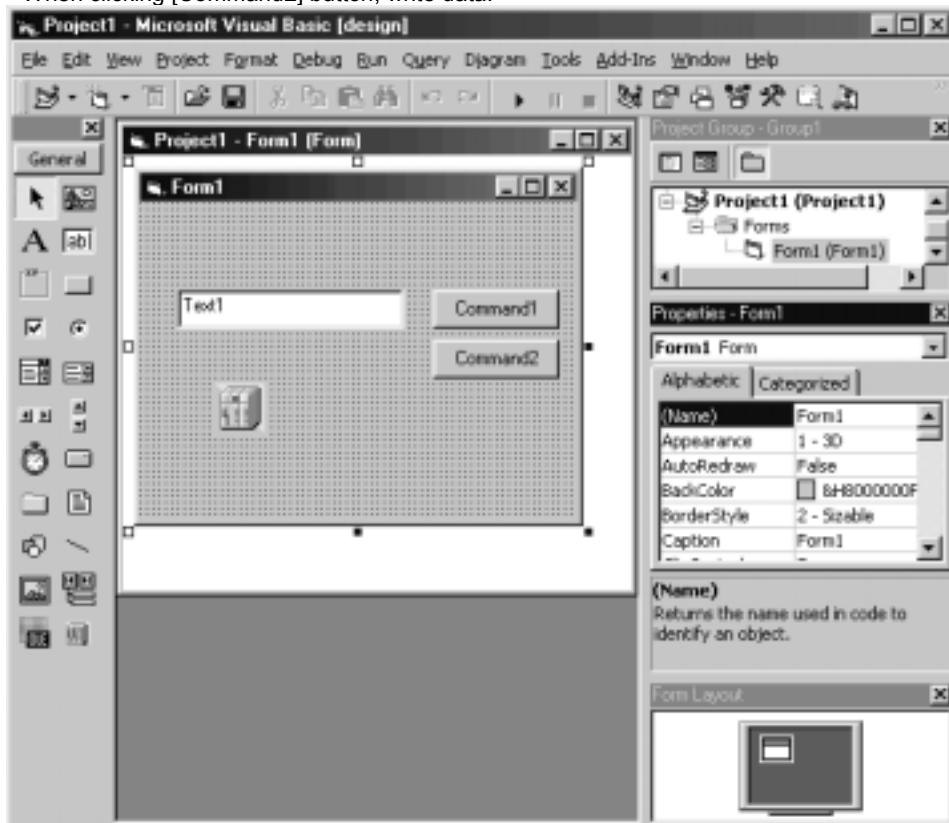 When clicking [Command2] button, write data.
Project1 - Microsoft Visual Basic [design]
File Edit View Project Format Debug Run Query Diagram Tools Add-Ins Window Help
General
Project1 - Form1 (Form)
Form1
Text1
Command1
Command2
Project Group - Group1
Project1 (Project1)
Forms
Form1 (Form1)
Properties - Form1
Form1 Form
Alphabetic Categorized
(Name) Form1
Appearance 1 - 3D
AutoRedraw False
BackColor &H8000000F
BorderStyle 2 - Sizable
Caption Form1
(Name)
Returns the name used in code to
identify an object.
Form Layout